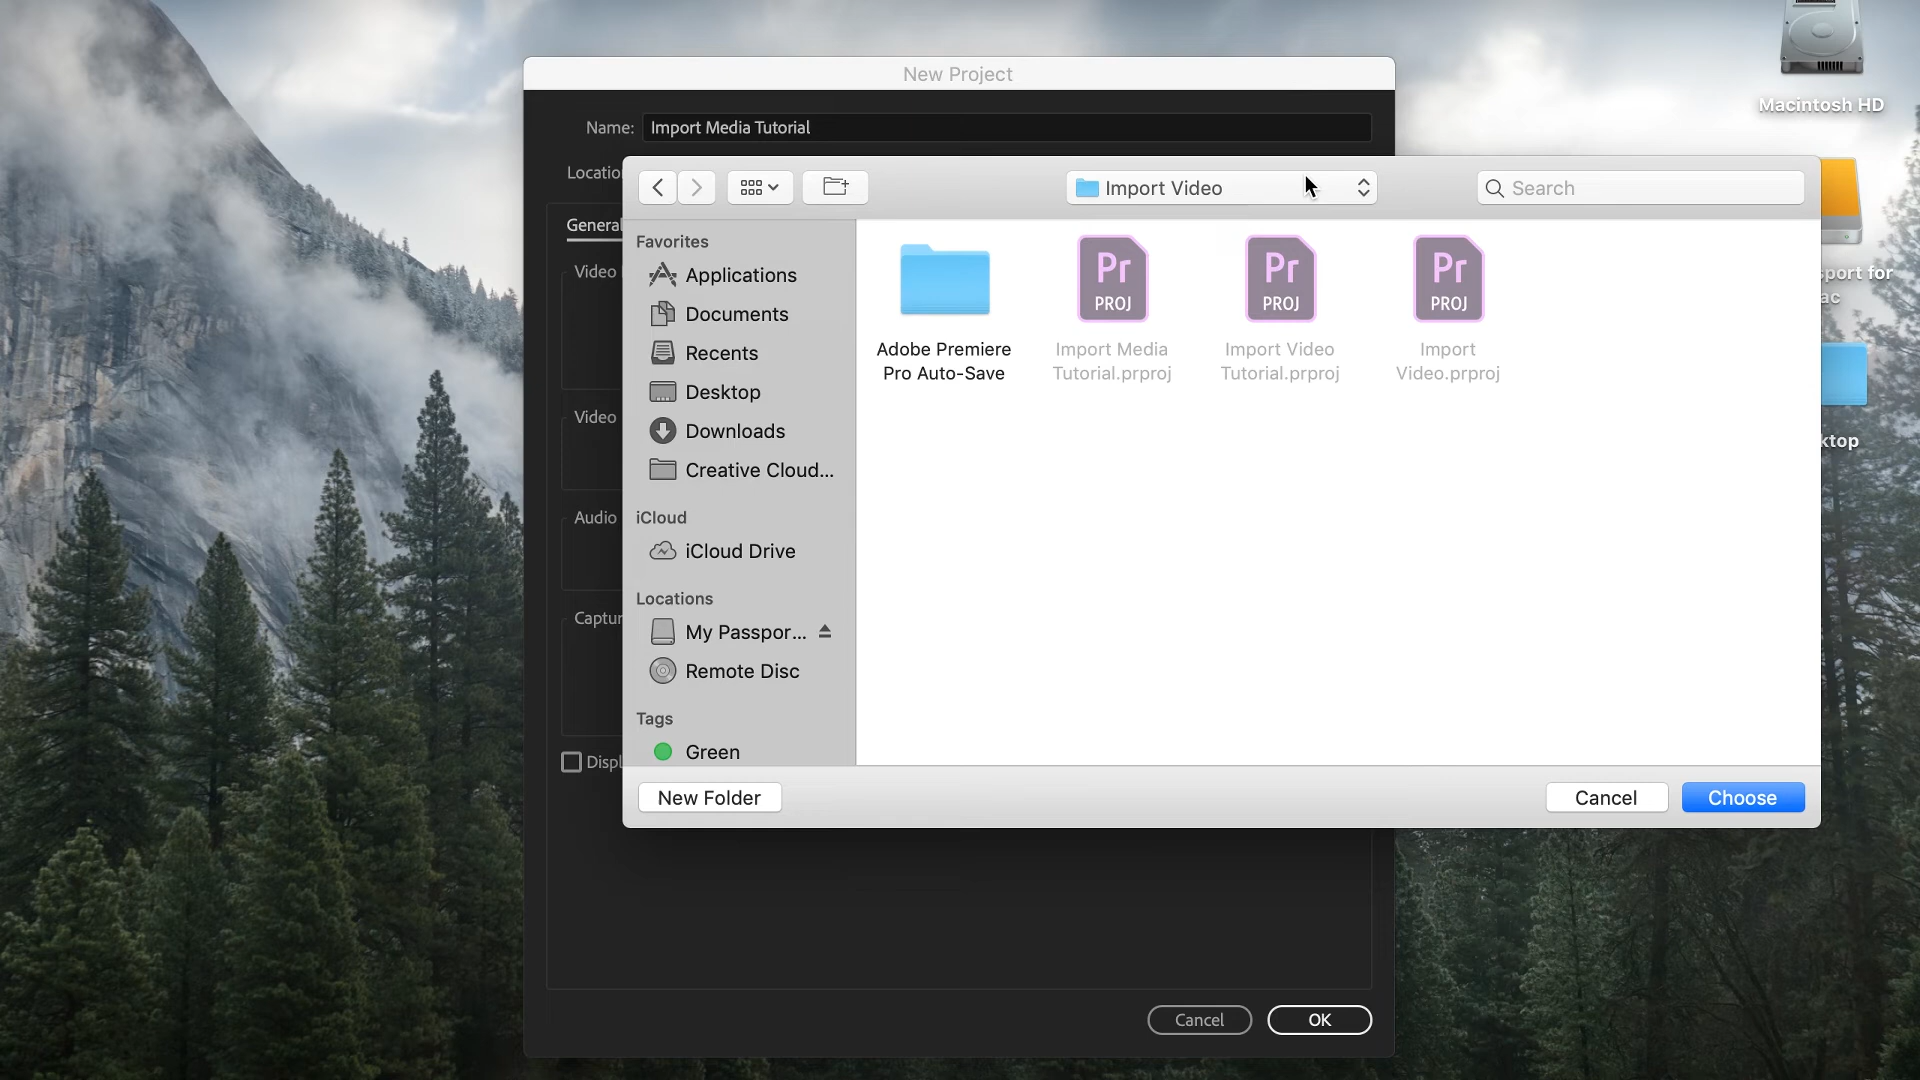 Macintosh HD
New Project
Name: Import Media Tutorial
Locatio
Import Video
Search
General
Video
Video
Audio
Captur
Displ
Favorites
Applications
Documents
Recents
Desktop
Downloads
Creative Cloud...
iCloud
iCloud Drive
Locations
My Passpor...
Remote Disc
Tags
Green
Pr
PROJ
Pr
PROJ
Pr
PROJ
Adobe Premiere
Pro Auto-Save
Import Media
Tutorial.prproj
Import Video
Tutorial.prproj
Import
Video.prproj
sport for
ac
ktop
New Folder
Cancel
Choose
Cancel
OK